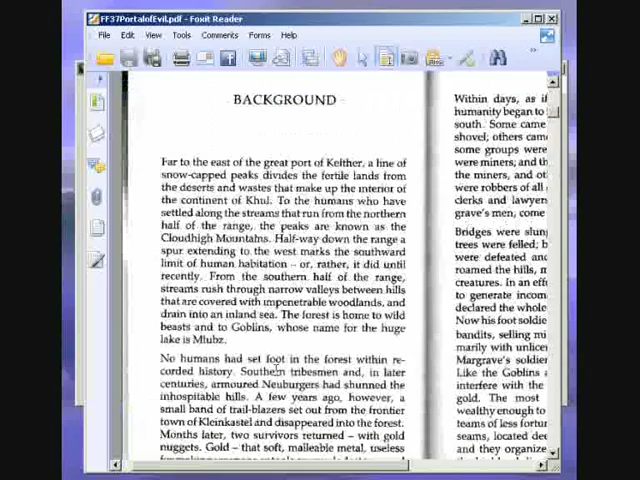 FF37PortalofEvil.pdf - Foxit Reader
File Edit View Tools Comments Forms Help
BACKGROUND
Far to the east of the great port of Kelther, a line of
snow-capped peaks divides the fertile lands from
the deserts and wastes that make up the interior of
the continent of Khul. To the humans who have
settled along the streams that run from the northern
half of the range, the peaks are known as the
Cloudhigh Mountains. Half-way down the range a
spur extending to the west marks the southward
limit of human habitation – or, rather, it did until
recently. From the southern half of the range,
streams rush through narrow valleys between hills
that are covered with impenetrable woodlands, and
drain into an inland sea. The forest is home to wild
beasts and to Goblins, whose name for the huge
lake is Mlubz.
No humans had set foot in the forest within re-
corded history. Southern tribesmen and, in later
centuries, armoured Neuburgers had shunned the
inhospitable hills. A few years ago, however, a
small band of trail-blazers set out from the frontier
town of Kleinkastel and disappeared into the forest.
Months later, two survivors returned – with gold
nuggets. Gold – that soft, malleable metal, useless
Within days, as if
humanity began to
south. Some came
shovel; others came
some groups were
were miners; and th
the miners, and ot
were robbers of all
clerks and lawyers
grave's men, come
Bridges were slung
trees were felled; b
were defeated and
roamed the hills, m
creatures. In an effo
to generate incom
declared the whole
Now his foot soldier
bandits, selling mi
marily with unlicen
Margrave's soldier
Like the Goblins a
interfere with the
gold. The most
wealthy enough to
teams of less fortun
seams, located dee
and they organize